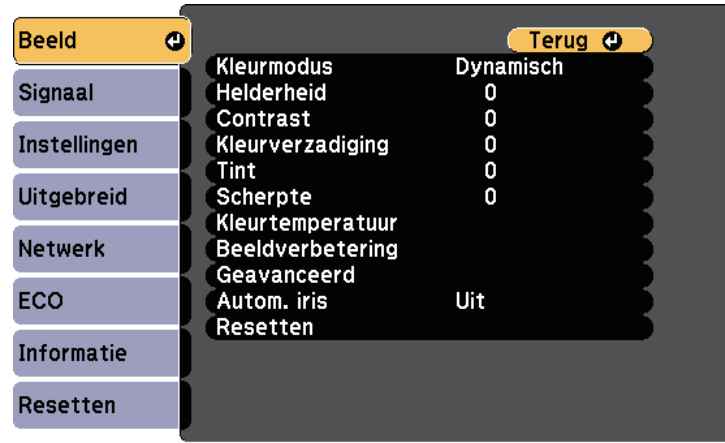 Beeld
Signaal
Instellingen
Uitgebreid
Netwerk
ECO
Informatie
Resetten
Terug
Kleurmodus Dynamisch
Helderheid 0
Contrast 0
Kleurverzadiging 0
Tint 0
Scherpte 0
Kleurtemperatuur
Beeldverbetering
Geavanceerd
Autom. iris Uit
Resetten